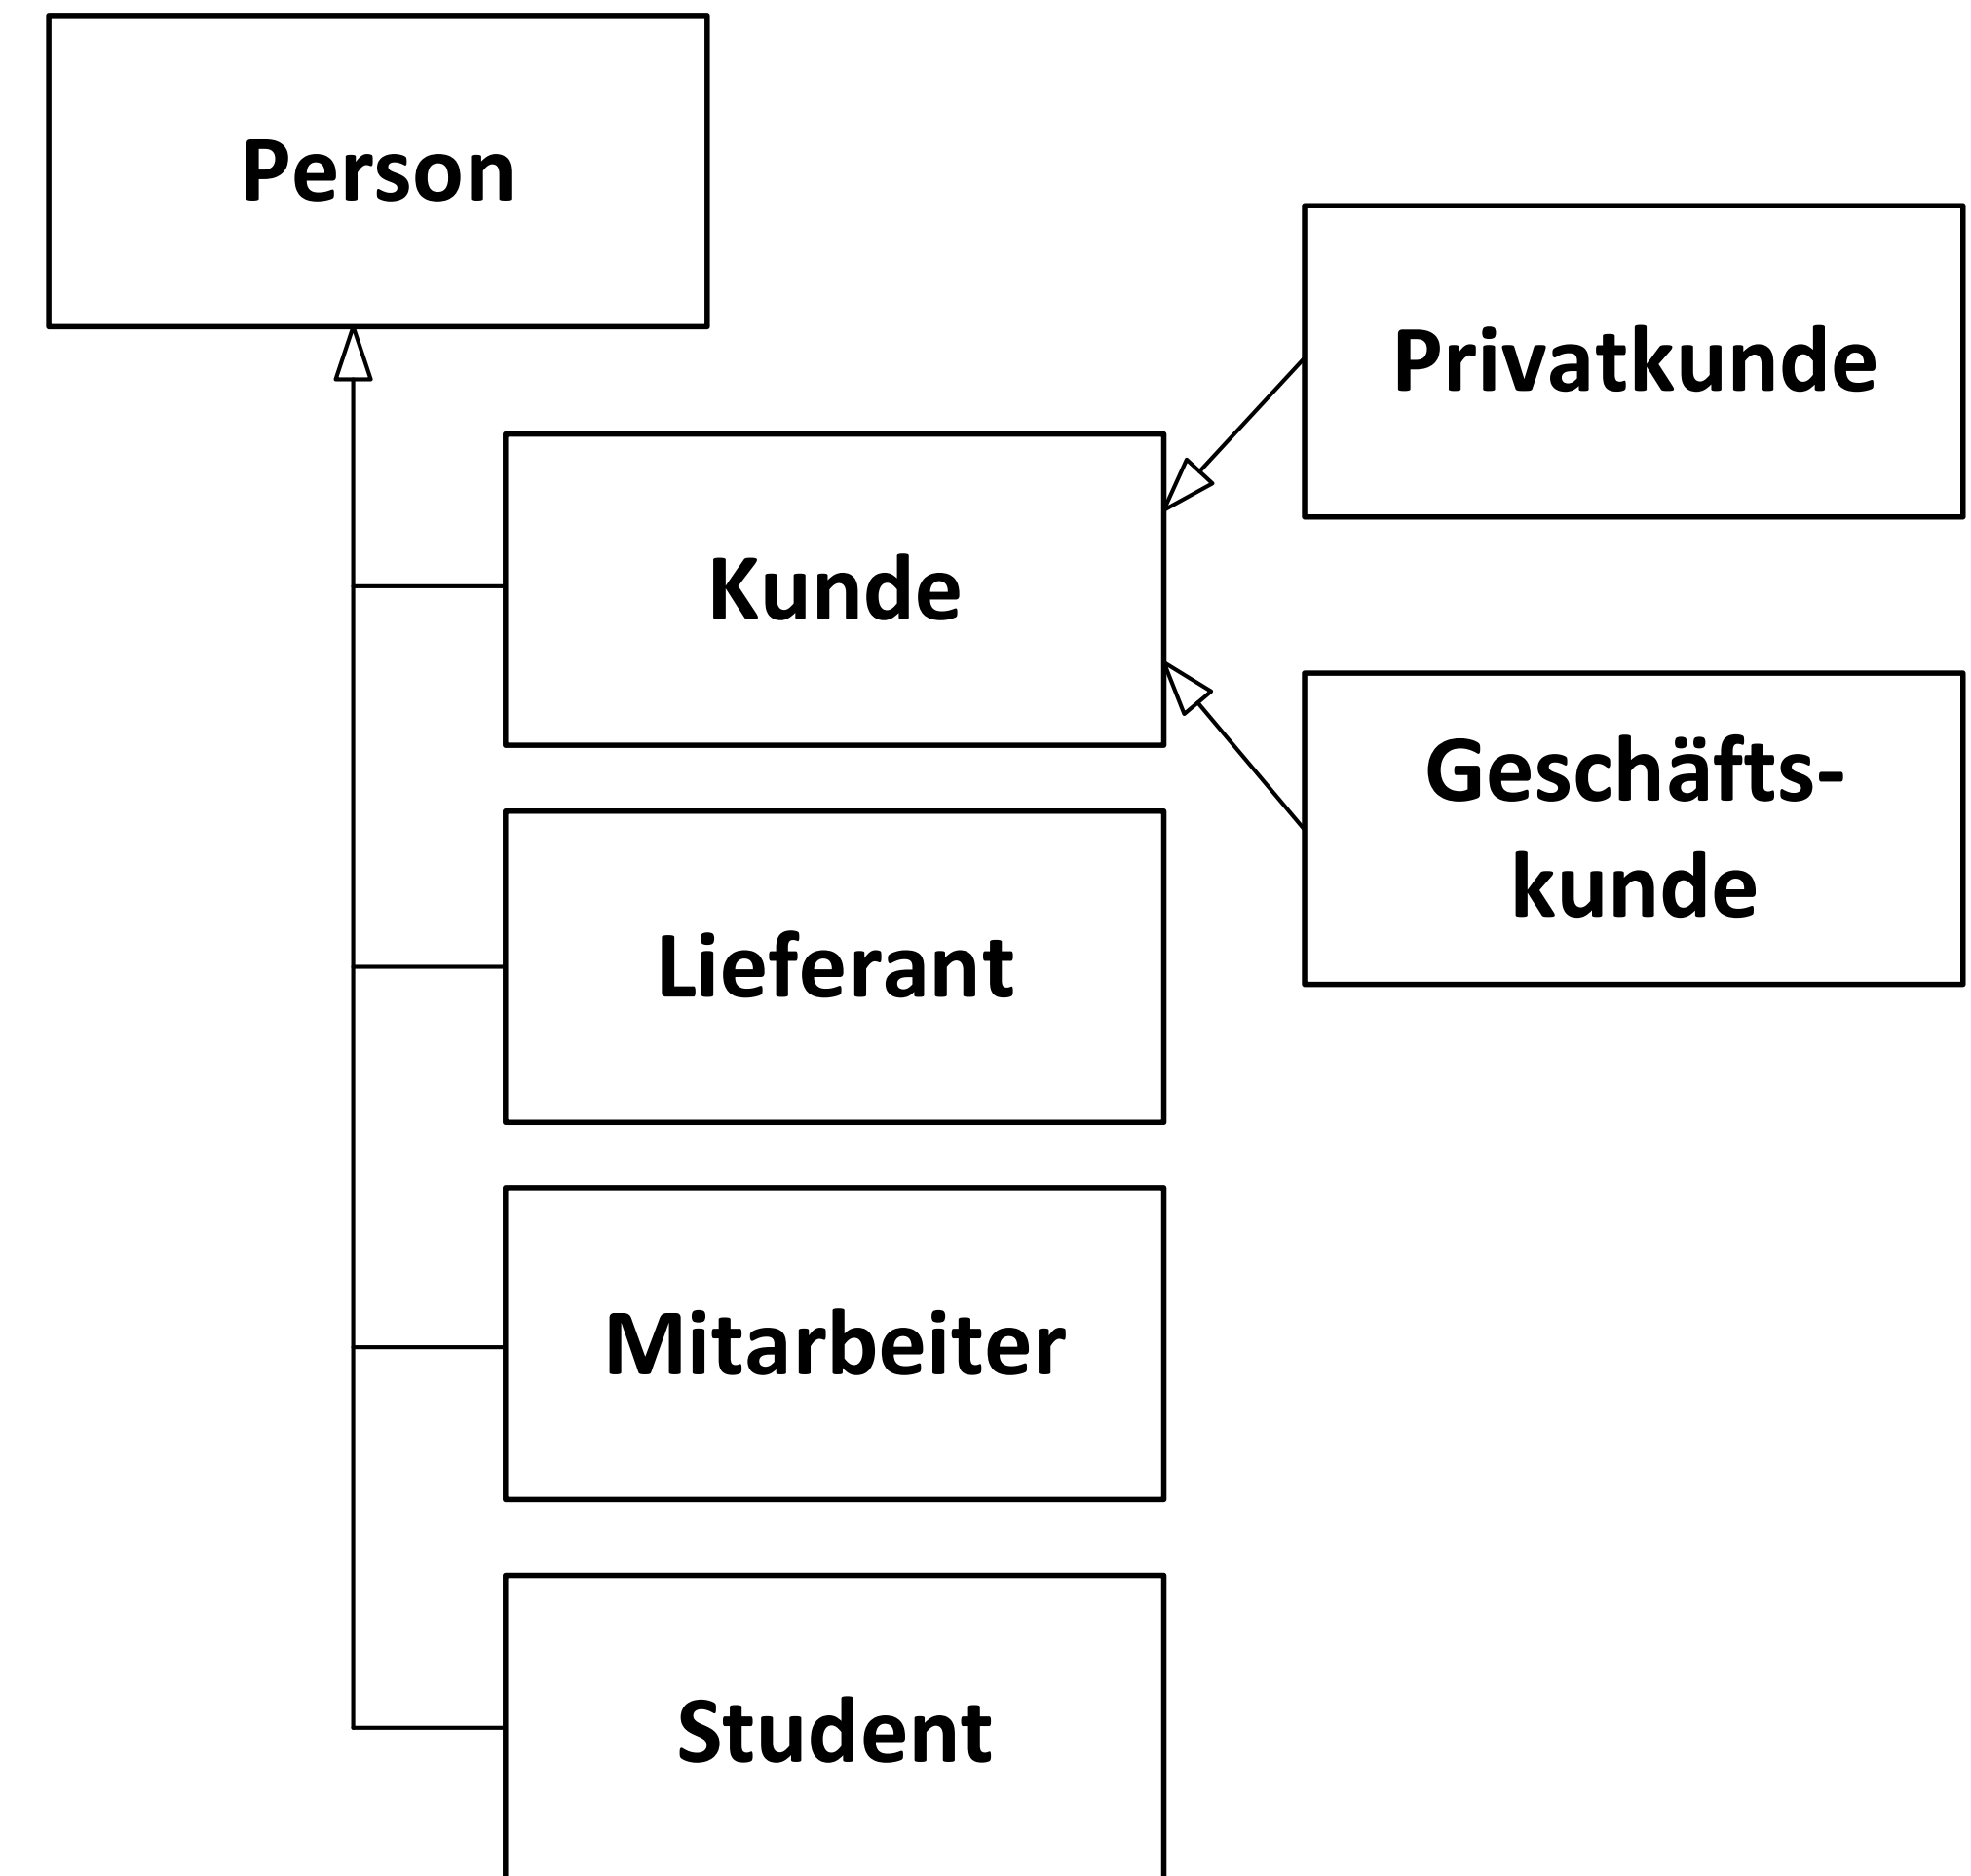 Person
Privatkunde
Kunde
Geschäfts-
kunde
Lieferant
Mitarbeiter
Student